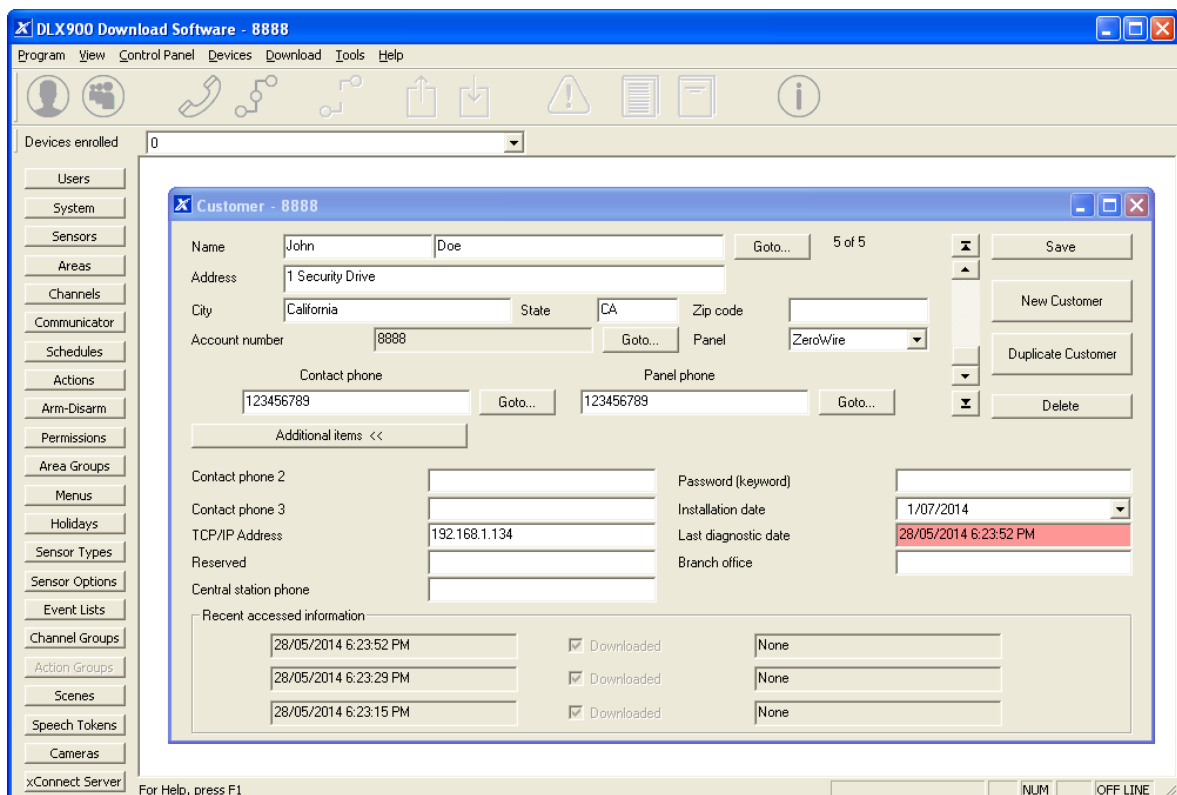 DLX900 Download Software - 8888
Program View Control Panel Devices Download Tools Help
Devices enrolled 0
Users
System
Sensors
Areas
Channels
Communicator
Schedules
Actions
Arm-Disarm
Permissions
Area Groups
Menus
Holidays
Sensor Types
Sensor Options
Event Lists
Channel Groups
Action Groups
Scenes
Speech Tokens
Cameras
xConnect Server
Customer - 8888
Name John Doe Goto... 5 of 5 Save
Address 1 Security Drive
City California State CA Zip code New Customer
Account number 8888 Goto... Panel ZeroWire
Duplicate Customer
Contact phone Panel phone
123456789 Goto... 123456789 Goto... Delete
Additional items <<
Contact phone 2 Password (keyword)
Contact phone 3 Installation date 1/07/2014
TCP/IP Address 192.168.1.134 Last diagnostic date 28/05/2014 6:23:52 PM
Reserved Branch office
Central station phone
Recent accessed information
28/05/2014 6:23:52 PM Downloaded None
28/05/2014 6:23:29 PM Downloaded None
28/05/2014 6:23:15 PM Downloaded None
For Help, press F1 NUM OFF LINE